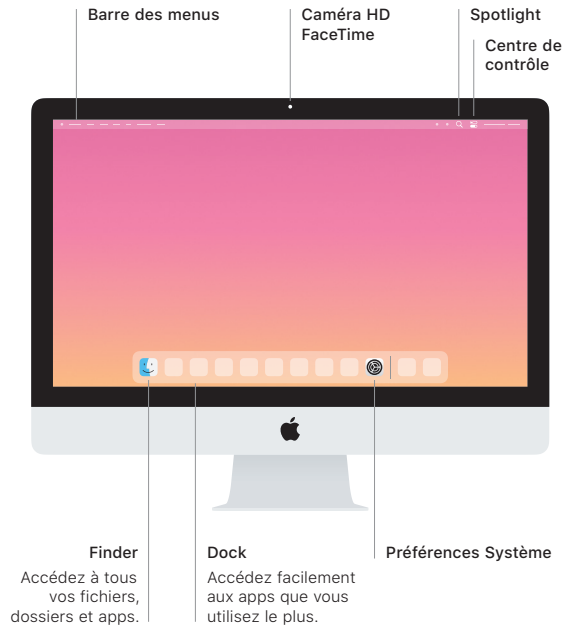 Barre des menus
Caméra HD
FaceTime
Spotlight
Centre de
contrôle
Finder
Accédez à tous
vos fichiers,
dossiers et apps.
Dock
Accédez facilement
aux apps que vous
utilisez le plus.
Préférences Système